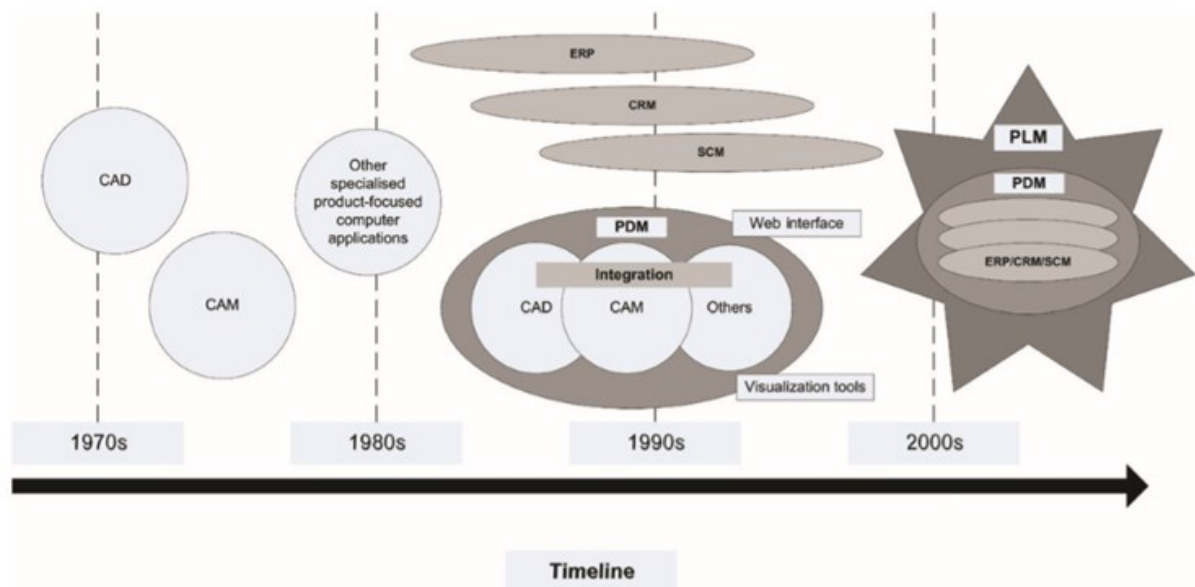 ERP
CRM
SCM
CAD
CAM
Other
specialised
product-focused
computer
applications
PDM
Web interface
Integration
CAD
CAM
Others
Visualization tools
PLM
PDM
ERP/CRM/SCM
1970s
1980s
1990s
2000s
Timeline